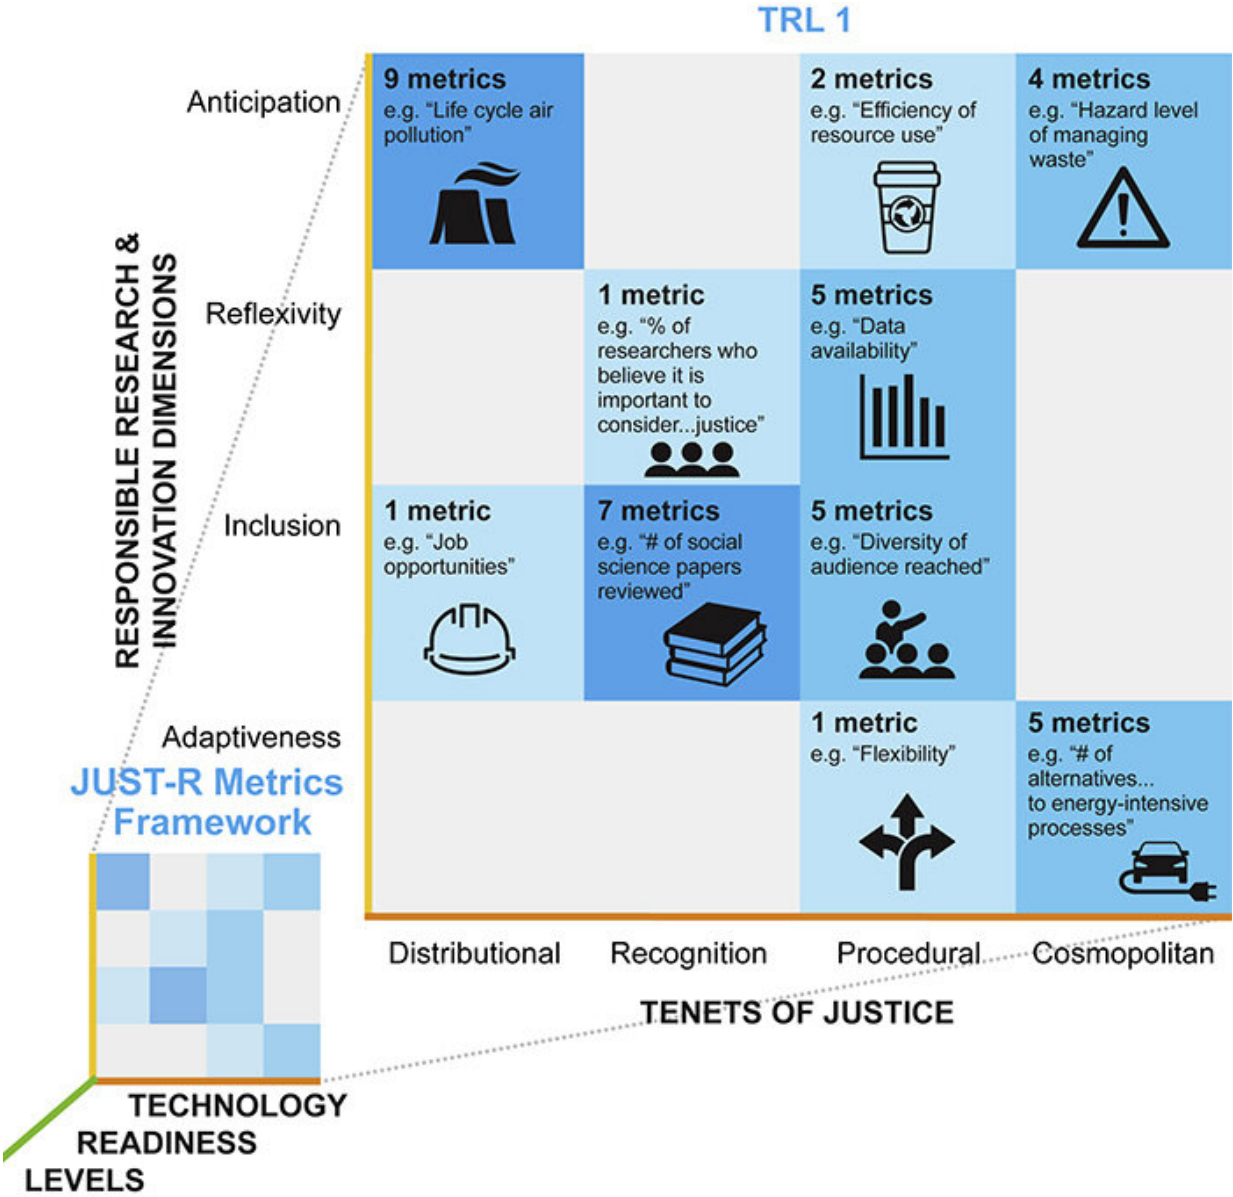 TRL 1
Anticipation
9 metrics
e.g. “Life cycle air
pollution”
2 metrics
e.g. “Efficiency of
resource use”
4 metrics
e.g. “Hazard level
of managing
waste”
RESPONSIBLE RESEARCH &
INNOVATION DIMENSIONS
Reflexivity
1 metric
e.g. “% of
researchers who
believe it is
important to
consider...justice”
5 metrics
e.g. “Data
availability”
Inclusion
1 metric
e.g. “Job
opportunities”
7 metrics
e.g. “# of social
science papers
reviewed”
5 metrics
e.g. “Diversity of
audience reached”
Adaptiveness
1 metric
e.g. “Flexibility”
5 metrics
e.g. “# of
alternatives...
to energy-intensive
processes”
JUST-R Metrics
Framework
Distributional
Recognition
Procedural
Cosmopolitan
TENETS OF JUSTICE
TECHNOLOGY
READINESS
LEVELS